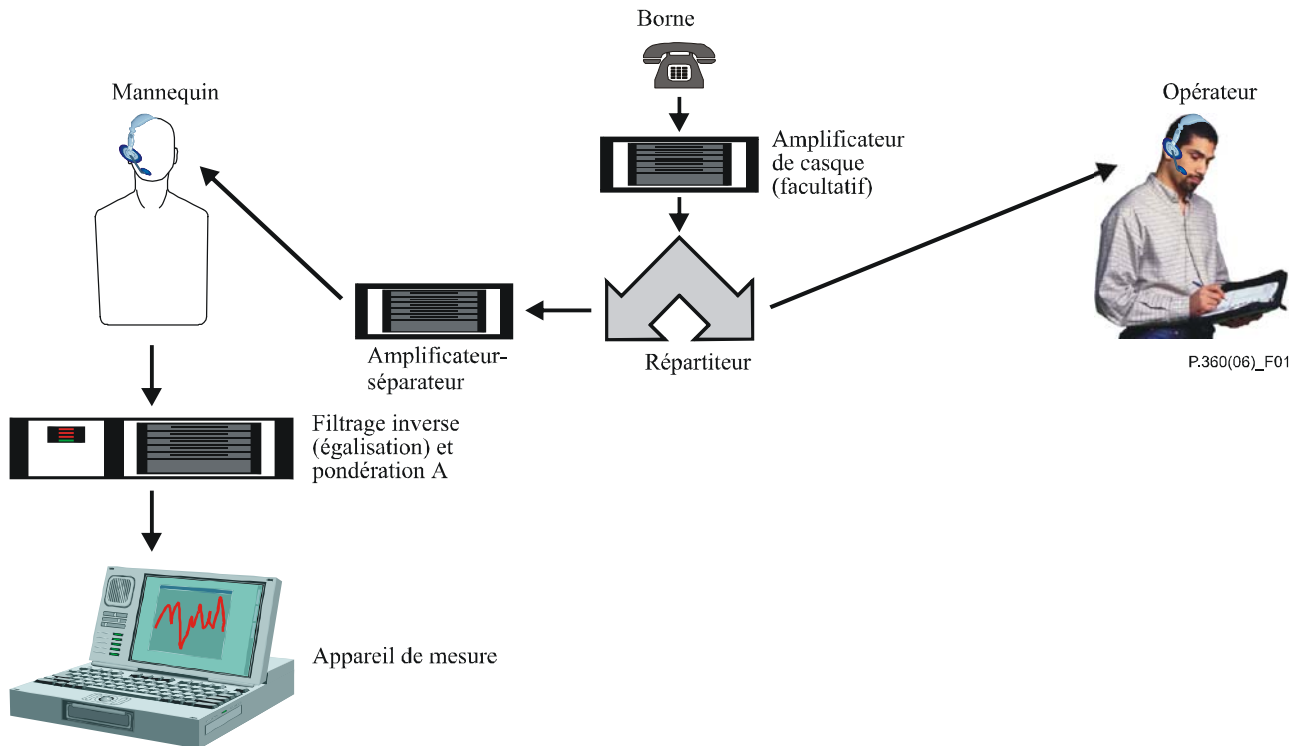 Borne
Mannequin
Opérateur
Amplificateur
de casque
(facultatif)
Amplificateur-
séparateur
Répartiteur
P.360(06)_F01
Filtrage inverse
(égalisation) et
pondération A
Appareil de mesure